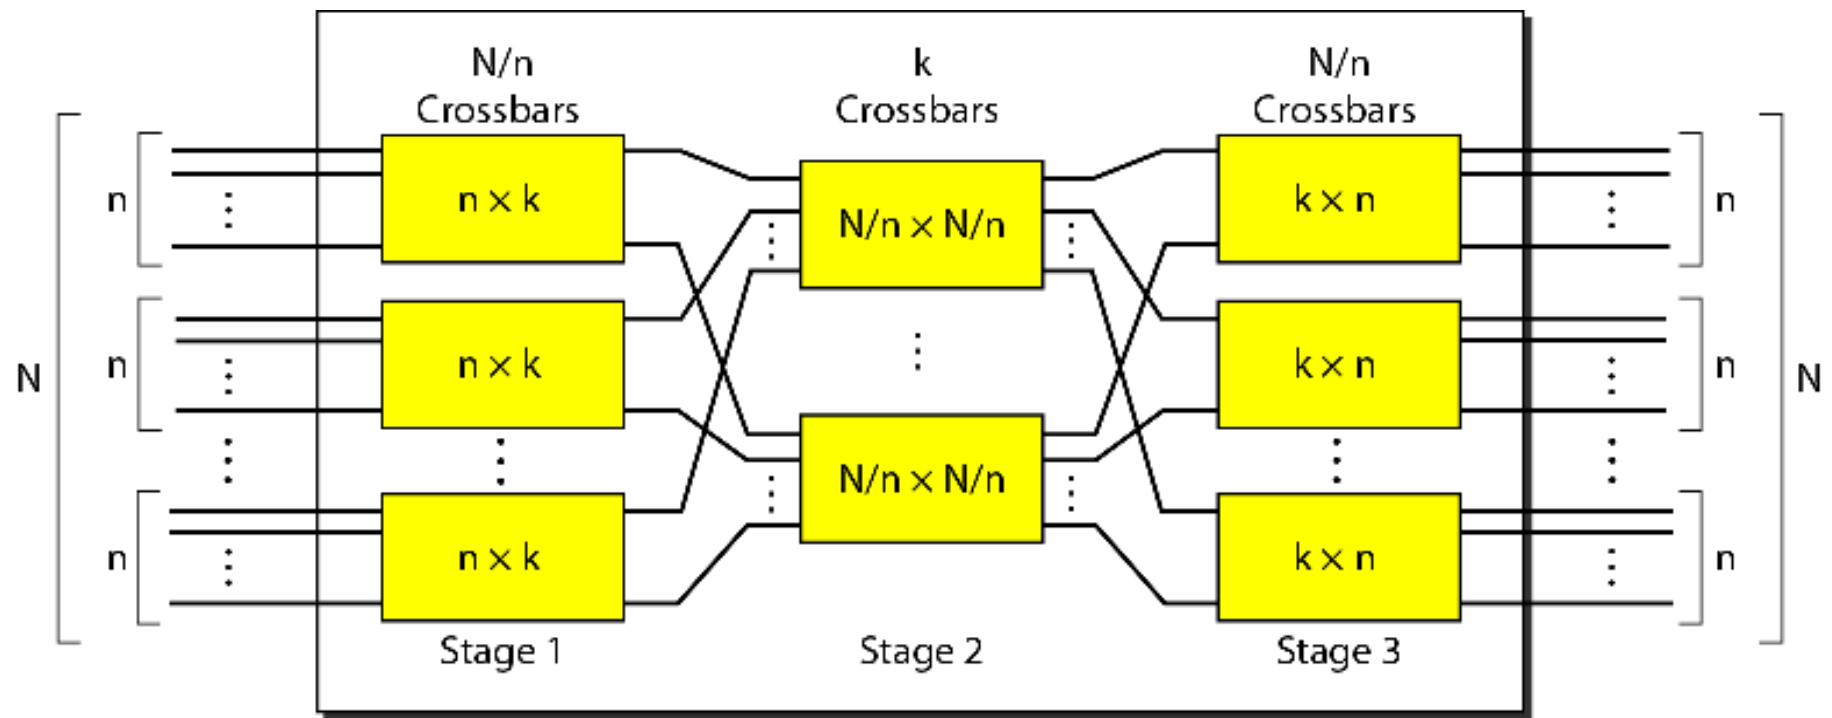 N/n
Crossbars
k
Crossbars
N/n
Crossbars
n
n × k
N/n × N/n
k × n
n
N
n
n × k
k × n
n
N
n
n × k
N/n × N/n
k × n
n
Stage 1
Stage 2
Stage 3